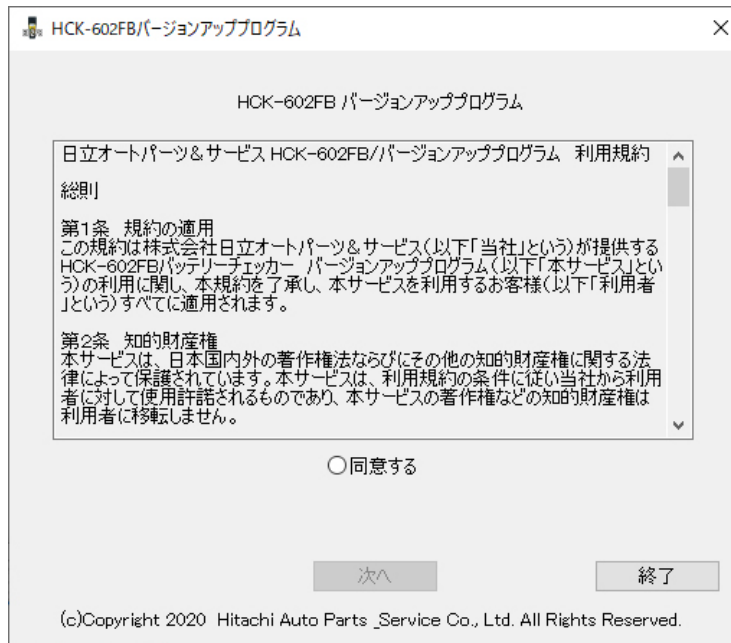 HCK-602FBバージョンアッププログラム
HCK-602FB バージョンアッププログラム
日立オートパーツ&サービス HCK-602FB/バージョンアッププログラム 利用規約
総則
第1条 規約の適用
この規約は株式会社日立オートパーツ&サービス(以下「当社」という)が提供する
HCK-602FBバッテリーチェッカー バージョンアッププログラム(以下「本サービス」とい
う)の利用に関し、本規約を了承し、本サービスを利用するお客様(以下「利用者
」という)すべてに適用されます。
第2条 知的財産権
本サービスは、日本国内外の著作権法ならびにその他の知的財産権に関する法
律によって保護されています。本サービスは、利用規約の条件に従い当社から利用
者に対して使用許諾されるものであり、本サービスの著作権などの知的財産権は
利用者に移転しません。
同意する
次へ
終了
(c)Copyright 2020 Hitachi Auto Parts _Service Co., Ltd. All Rights Reserved.